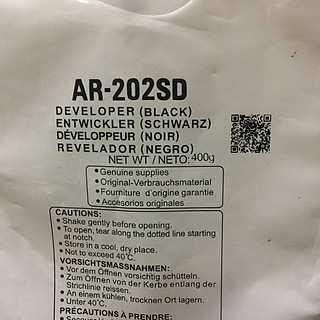 AR-202SD
DEVELOPER (BLACK)
ENTWICKLER (SCHWARZ)
DÉVELOPPEUR (NOIR)
REVELADOR (NEGRO)
NET WT / NETO: 400g
• Genuine supplies
• Original-Verbrauchsmaterial
• Fourniture d'origine garantie
• Accesorios originales
CAUTIONS:
• Shake gently before opening.
• To open, tear along the dotted line starting
at notch.
• Store in a cool, dry place.
• Not to exceed 40℃.
VORSICHTSMASSNAHMEN:
• Vor dem Öffnen vorsichtig schütteln.
• Zum Öffnen von der Kerbe entlang der
Strichlinie reissen.
• An einem kühlen, trocknen Ort lagern.
• Unter 40℃.
PRÉCAUTIONS À PRENDRE: